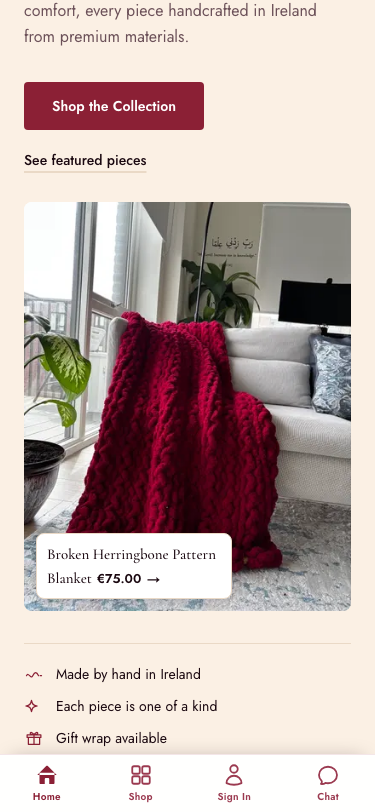 comfort, every piece handcrafted in Ireland
from premium materials.
Shop the Collection
See featured pieces
رَبِّ زِدْنِي عِلْمًا
Broken Herringbone Pattern
Blanket €75.00 →
Made by hand in Ireland
Each piece is one of a kind
Gift wrap available
Home
Shop
Sign In
Chat